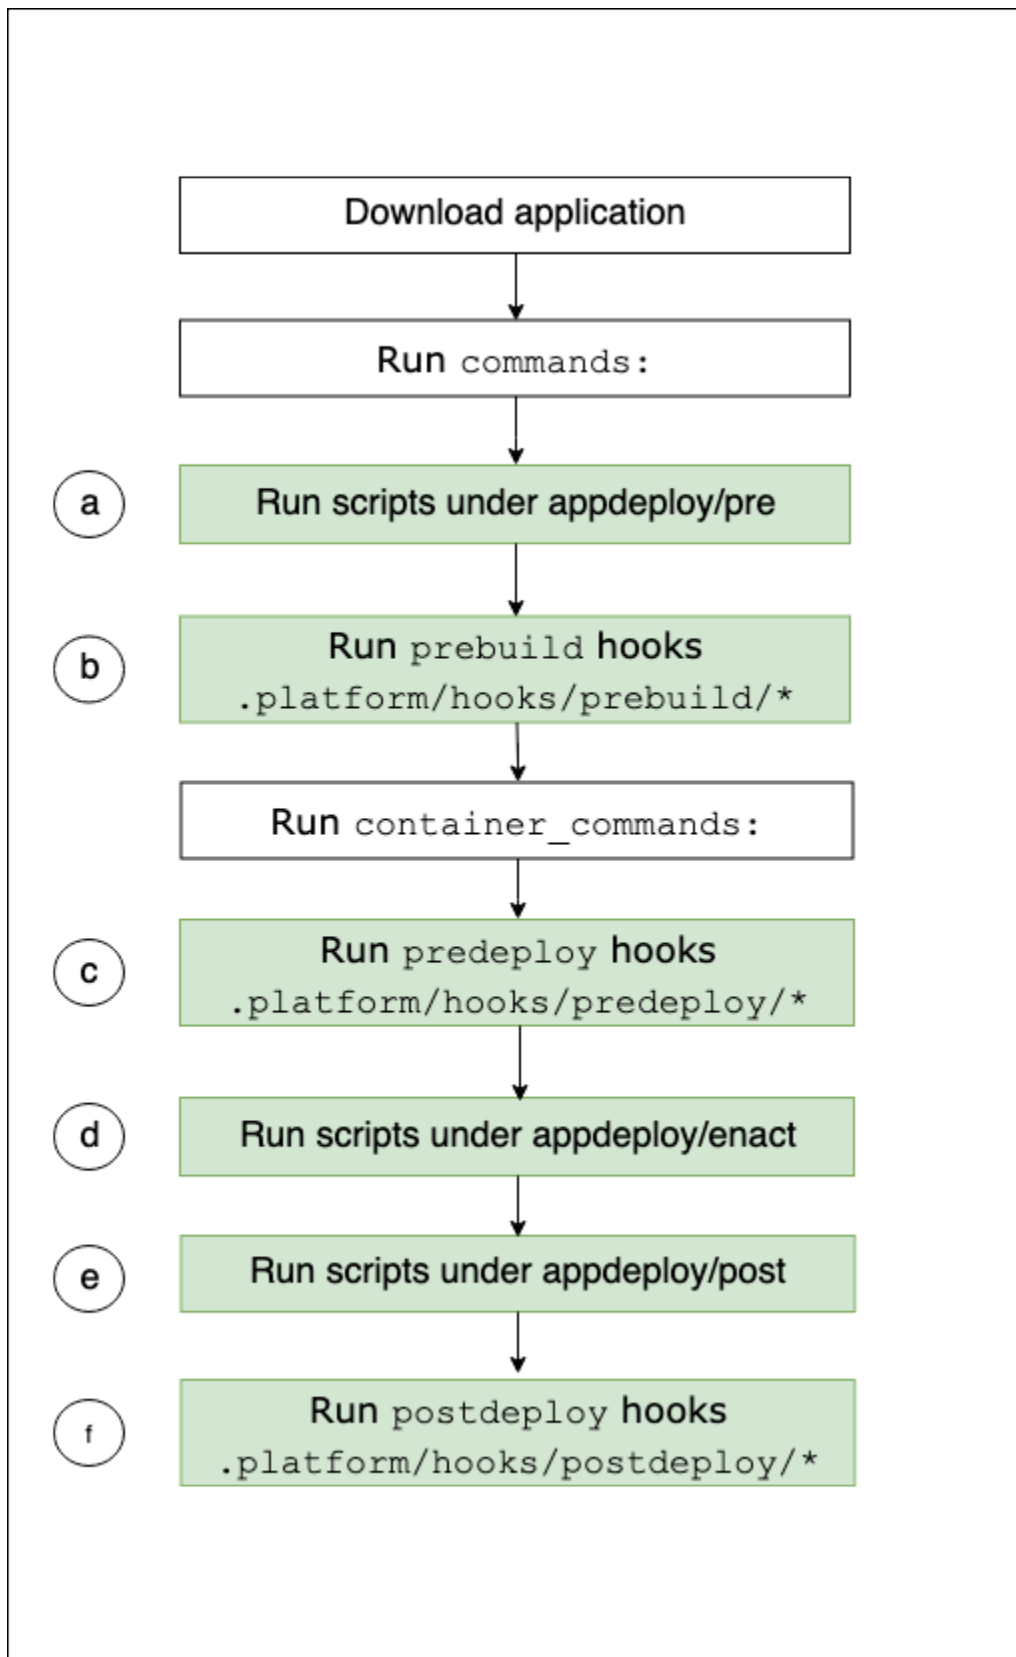 Download application
Run commands:
a
Run scripts under appdeploy/pre
b
Run prebuild hooks
.platform/hooks/prebuild/*
Run container_commands:
c
Run predeploy hooks
.platform/hooks/predeploy/*
d
Run scripts under appdeploy/enact
e
Run scripts under appdeploy/post
f
Run postdeploy hooks
.platform/hooks/postdeploy/*